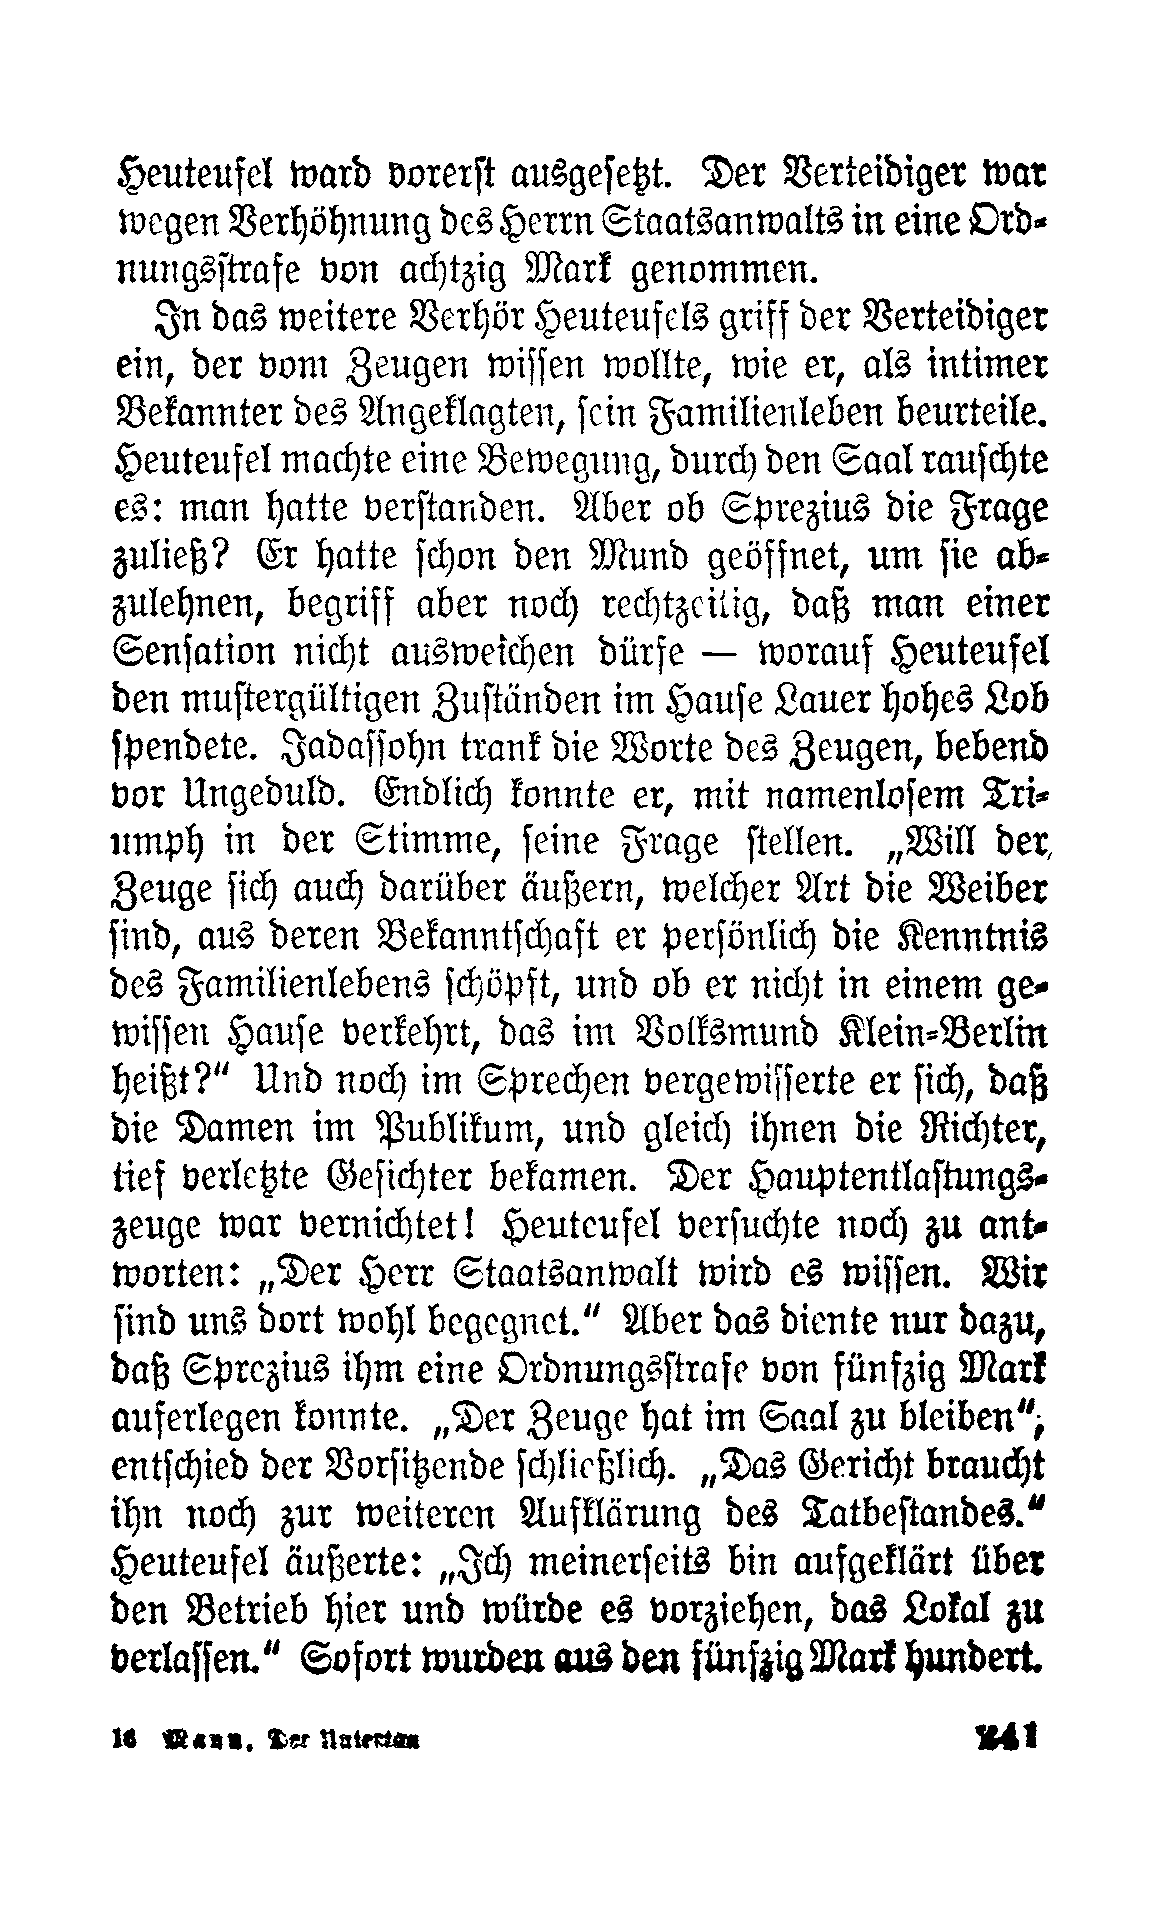 Heuteufel ward vorerst ausgesetzt. Der Verteidiger war
wegen Verhöhnung des Herrn Staatsanwalts in eine Ord-
nungsstrafe von achtzig Mark genommen.
In das weitere Verhör Heuteufels griff der Verteidiger
ein, der vom Zeugen wissen wollte, wie er, als intimer
Bekannter des Angeklagten, sein Familienleben beurteile.
Heuteufel machte eine Bewegung, durch den Saal rauschte
es: man hatte verstanden. Aber ob Sprezius die Frage
zuließ? Er hatte schon den Mund geöffnet, um sie ab-
zulehnen, begriff aber noch rechtzeitig, daß man einer
Sensation nicht ausweichen dürfe — worauf Heuteufel
den mustergültigen Zuständen im Hause Lauer hohes Lob
spendete. Jadassohn trank die Worte des Zeugen, bebend
vor Ungeduld. Endlich konnte er, mit namenlosem Tri-
umph in der Stimme, seine Frage stellen. „Will der
Zeuge sich auch darüber äußern, welcher Art die Weiber
sind, aus deren Bekanntschaft er persönlich die Kenntnis
des Familienlebens schöpft, und ob er nicht in einem ge-
wissen Hause verkehrt, das im Volksmund Klein-Berlin
heißt?“ Und noch im Sprechen vergewisserte er sich, daß
die Damen im Publikum, und gleich ihnen die Richter,
tief verletzte Gesichter bekamen. Der Hauptentlastungs-
zeuge war vernichtet! Heuteufel versuchte noch zu ant-
worten: „Der Herr Staatsanwalt wird es wissen. Wir
sind uns dort wohl begegnet.“ Aber das diente nur dazu,
daß Sprezius ihm eine Ordnungsstrafe von fünfzig Mark
auferlegen konnte. „Der Zeuge hat im Saal zu bleiben“,
entschied der Vorsitzende schließlich. „Das Gericht braucht
ihn noch zur weiteren Aufklärung des Tatbestandes.“
Heuteufel äußerte: „Ich meinerseits bin aufgeklärt über
den Betrieb hier und würde es vorziehen, das Lokal zu
verlassen.“ Sofort wurden aus den fünfzig Mark hundert.
16 Mann, Der Untertan
241